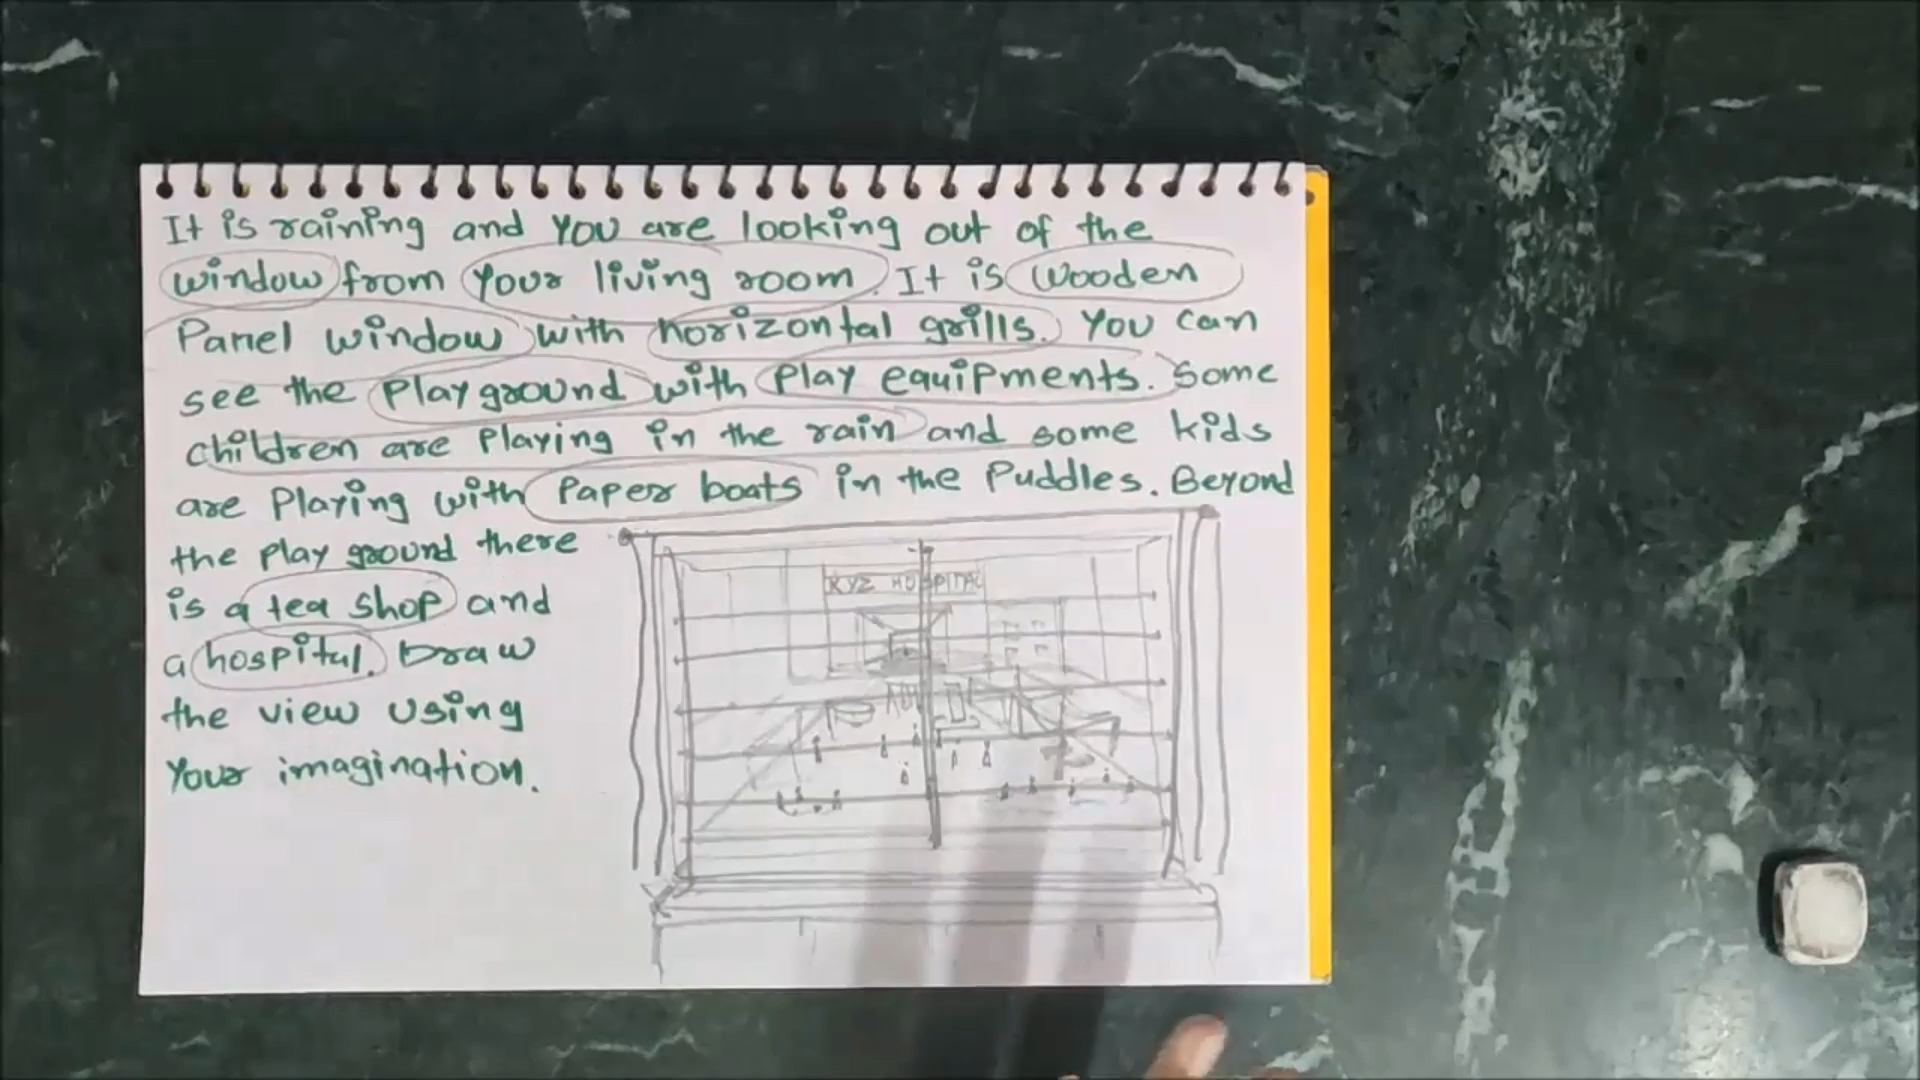 It is raining and you are looking out of the
window from your living room. It is wooden
Panel window with horizontal grills. You can
see the playground with play equipments. Some
children are playing in the rain and some kids
are playing with paper boats in the puddles. Beyond
the play ground there
is a tea shop and
a hospital. Draw
the view using
your imagination.
XYZ HOSPITAL